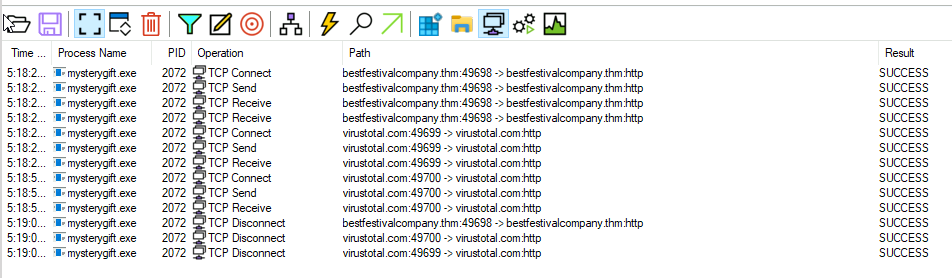 Time ... Process Name PID Operation Path Result
5:18:2... mysterygift.exe 2072 TCP Connect bestfestivalcompany.thm:49698 -> bestfestivalcompany.thm:http SUCCESS
5:18:2... mysterygift.exe 2072 TCP Send bestfestivalcompany.thm:49698 -> bestfestivalcompany.thm:http SUCCESS
5:18:2... mysterygift.exe 2072 TCP Receive bestfestivalcompany.thm:49698 -> bestfestivalcompany.thm:http SUCCESS
5:18:2... mysterygift.exe 2072 TCP Receive bestfestivalcompany.thm:49698 -> bestfestivalcompany.thm:http SUCCESS
5:18:2... mysterygift.exe 2072 TCP Connect virustotal.com:49699 -> virustotal.com:http SUCCESS
5:18:2... mysterygift.exe 2072 TCP Send virustotal.com:49699 -> virustotal.com:http SUCCESS
5:18:2... mysterygift.exe 2072 TCP Receive virustotal.com:49699 -> virustotal.com:http SUCCESS
5:18:5... mysterygift.exe 2072 TCP Connect virustotal.com:49700 -> virustotal.com:http SUCCESS
5:18:5... mysterygift.exe 2072 TCP Send virustotal.com:49700 -> virustotal.com:http SUCCESS
5:18:5... mysterygift.exe 2072 TCP Receive virustotal.com:49700 -> virustotal.com:http SUCCESS
5:19:0... mysterygift.exe 2072 TCP Disconnect bestfestivalcompany.thm:49698 -> bestfestivalcompany.thm:http SUCCESS
5:19:0... mysterygift.exe 2072 TCP Disconnect virustotal.com:49700 -> virustotal.com:http SUCCESS
5:19:0... mysterygift.exe 2072 TCP Disconnect virustotal.com:49699 -> virustotal.com:http SUCCESS